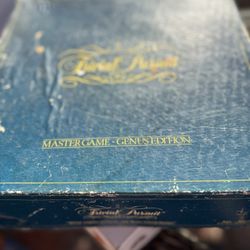 Trivial Pursuit
MASTER GAME - GENUS EDITION
Trivial Pursuit